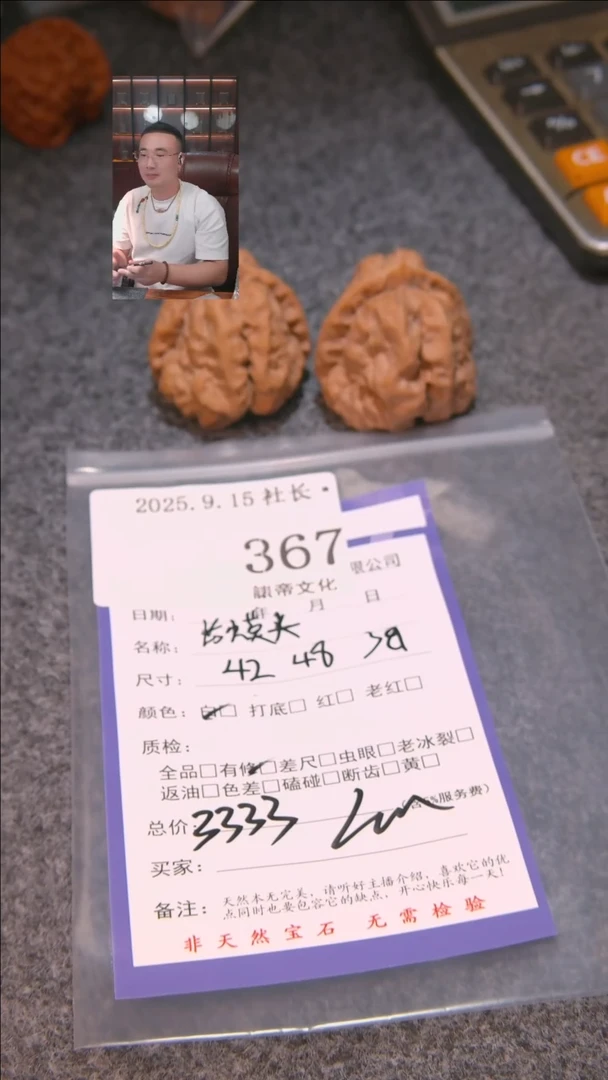 CE
2025.9.15 社长
367
限公司
日期： 年 月 日
名称：
尺寸： 42 48 38
颜色：白□ 打底□ 红□ 老红□
质检：
全品□有修□差尺□虫眼□老冰裂□
返油□色差□磕碰□断齿□黄□
总价 3333 服务费）
买家：
备注： 天然本无完美，请听好主播介绍，喜欢它的优
点同时也要包容它的缺点，开心快乐每一天！
非天然宝石 无需检验